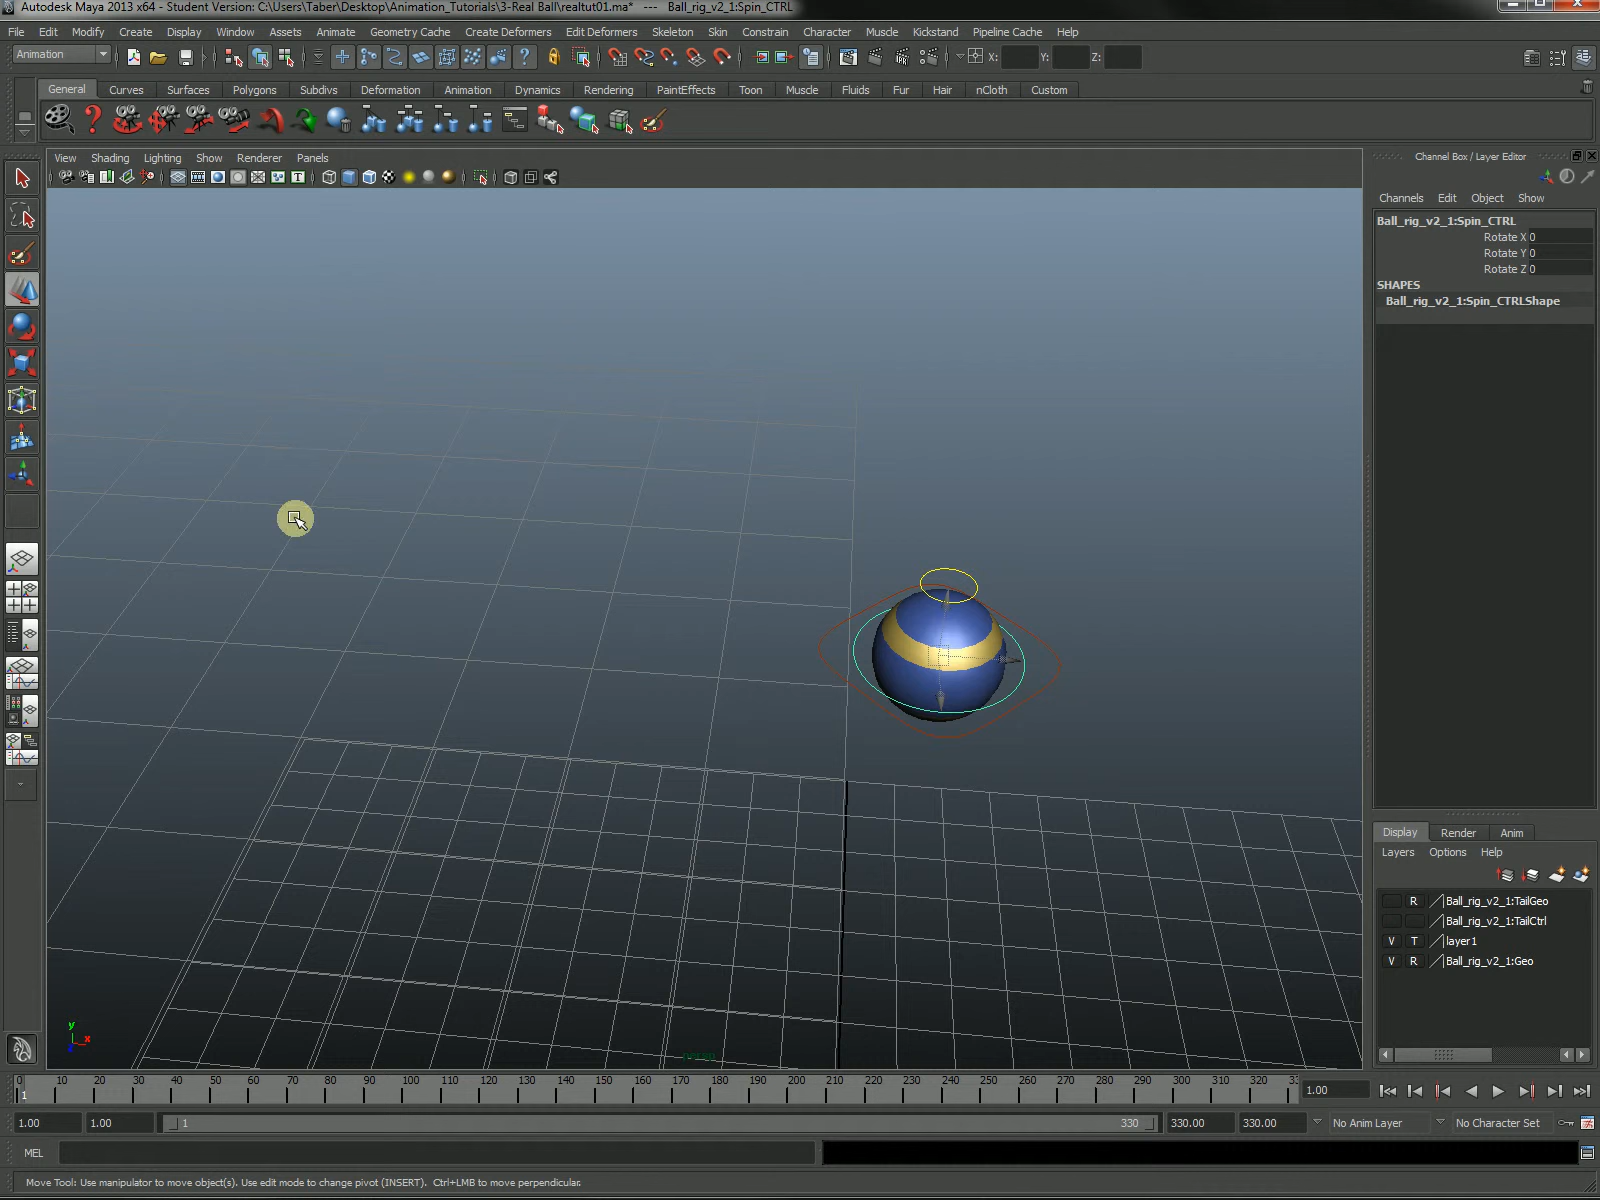 Autodesk Maya 2013 x64 - Student Version: C:\Users\Taber\Desktop\Animation_Tutorials\3-Real Ball\realtut01.ma* --- Ball_rig_v2_1:Spin_CTRL
File Edit Modify Create Display Window Assets Animate Geometry Cache Create Deformers Edit Deformers Skeleton Skin Constrain Character Muscle Kickstand Pipeline Cache Help
Animation X: Y: Z:
General Curves Surfaces Polygons Subdivs Deformation Animation Dynamics Rendering PaintEffects Toon Muscle Fluids Fur Hair nCloth Custom
View Shading Lighting Show Renderer Panels
Channel Box / Layer Editor
Channels Edit Object Show
Ball_rig_v2_1:Spin_CTRL
Rotate X 0
Rotate Y 0
Rotate Z 0
SHAPES
Ball_rig_v2_1:Spin_CTRLShape
Display Render Anim
Layers Options Help
R Ball_rig_v2_1:TailGeo
Ball_rig_v2_1:TailCtrl
V T layer1
V R Ball_rig_v2_1:Geo
y
x
persp
0 10 20 30 40 50 60 70 80 90 100 110 120 130 140 150 160 170 180 190 200 210 220 230 240 250 260 270 280 290 300 310 320 1.00
1
1.00 1.00 1 330 330.00 330.00 No Anim Layer No Character Set
MEL
Move Tool: Use manipulator to move object(s). Use edit mode to change pivot (INSERT). Ctrl+LMB to move perpendicular.